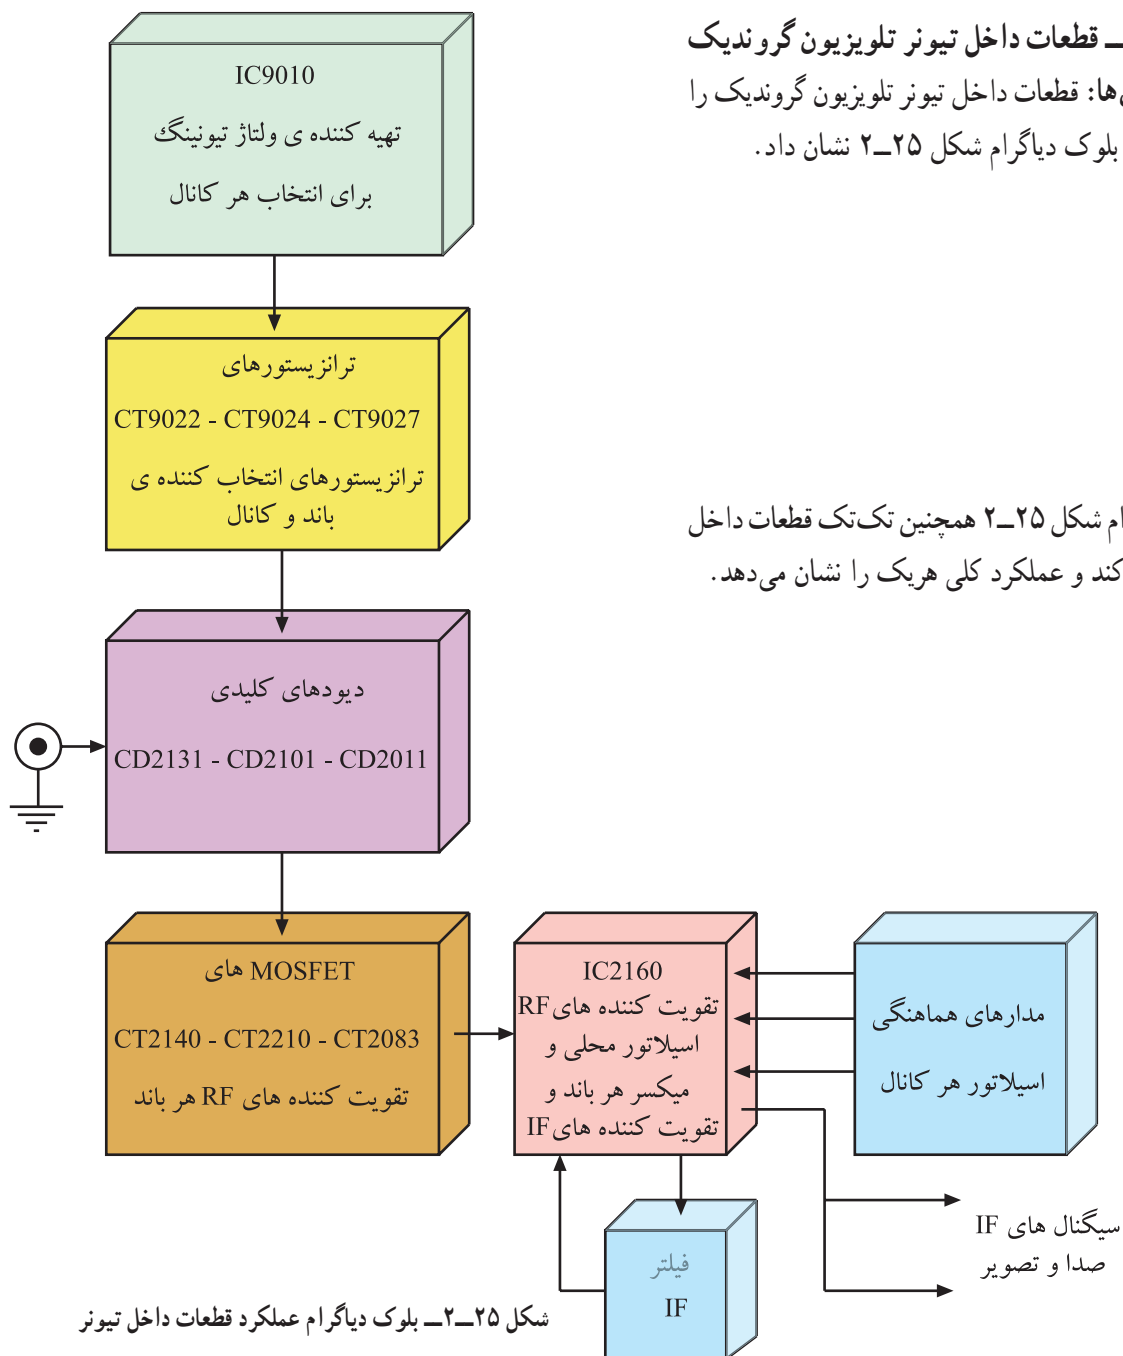 ــ قطعات داخل تیونر تلویزیون گروندیک
قطعات داخل تیونر تلویزیون گروندیک را
بلوک دیاگرام شکل ۲۵ــ۲ نشان داد.
شکل ۲۵ــ۲ همچنین تک‌تک قطعات داخل
کند و عملکرد کلی هریک را نشان می‌دهد.
IC9010
تهیه کننده ی ولتاژ تیونینگ
برای انتخاب هر کانال
ترانزیستورهای
CT9022 - CT9024 - CT9027
ترانزیستورهای انتخاب کننده ی
باند و کانال
دیودهای کلیدی
CD2131 - CD2101 - CD2011
MOSFET های
CT2140 - CT2210 - CT2083
تقویت کننده های RF هر باند
IC2160
تقویت کننده های RF
اسیلاتور محلی و
میکسر هر باند و
تقویت کننده های IF
مدارهای هماهنگی
اسیلاتور هر کانال
فیلتر
IF
سیگنال های IF
صدا و تصویر
شکل ۲۵ــ۲ــ بلوک دیاگرام عملکرد قطعات داخل تیونر